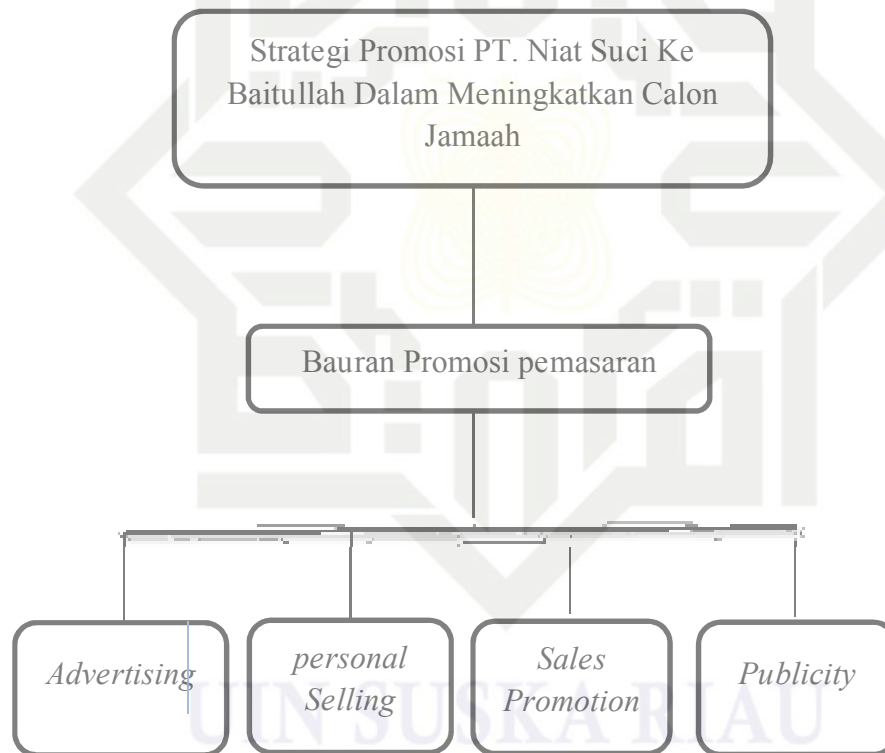 Strategi Promosi PT. Niat Suci Ke
Baitullah Dalam Meningkatkan Calon
Jamaah
Bauran Promosi pemasaran
Advertising
personal
Selling
Sales
Promotion
Publicity
UIN SUSKA RIAU